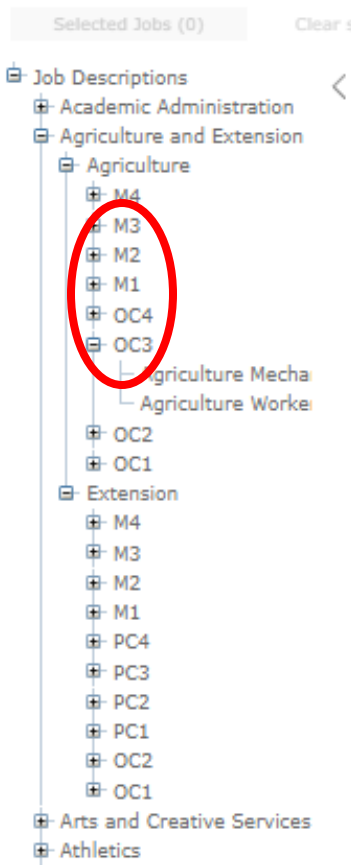 Selected Jobs (0) Clear s
Job Descriptions
Academic Administration
Agriculture and Extension
Agriculture
M4
M3
M2
M1
OC4
OC3
Agriculture Mecha
Agriculture Worke
OC2
OC1
Extension
M4
M3
M2
M1
PC4
PC3
PC2
PC1
OC2
OC1
Arts and Creative Services
Athletics